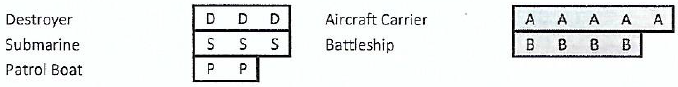 Destroyer D D D Aircraft Carrier A A A A A
Submarine S S S Battleship B B B B
Patrol Boat P P